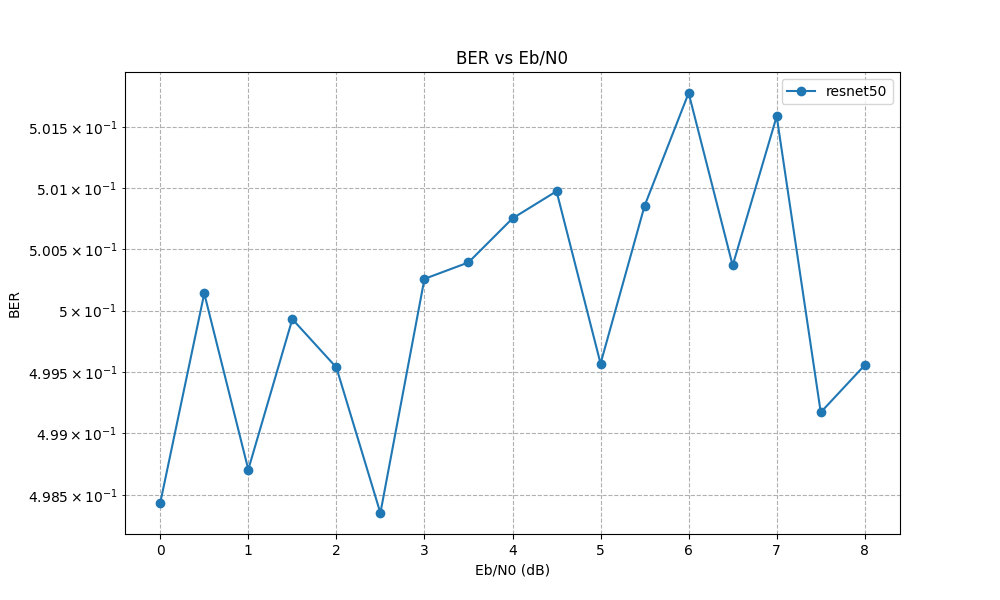 BER vs Eb/N0
resnet50
5.015 × 10⁻¹
5.01 × 10⁻¹
5.005 × 10⁻¹
5 × 10⁻¹
4.995 × 10⁻¹
4.99 × 10⁻¹
4.985 × 10⁻¹
BER
0 1 2 3 4 5 6 7 8
Eb/N0 (dB)